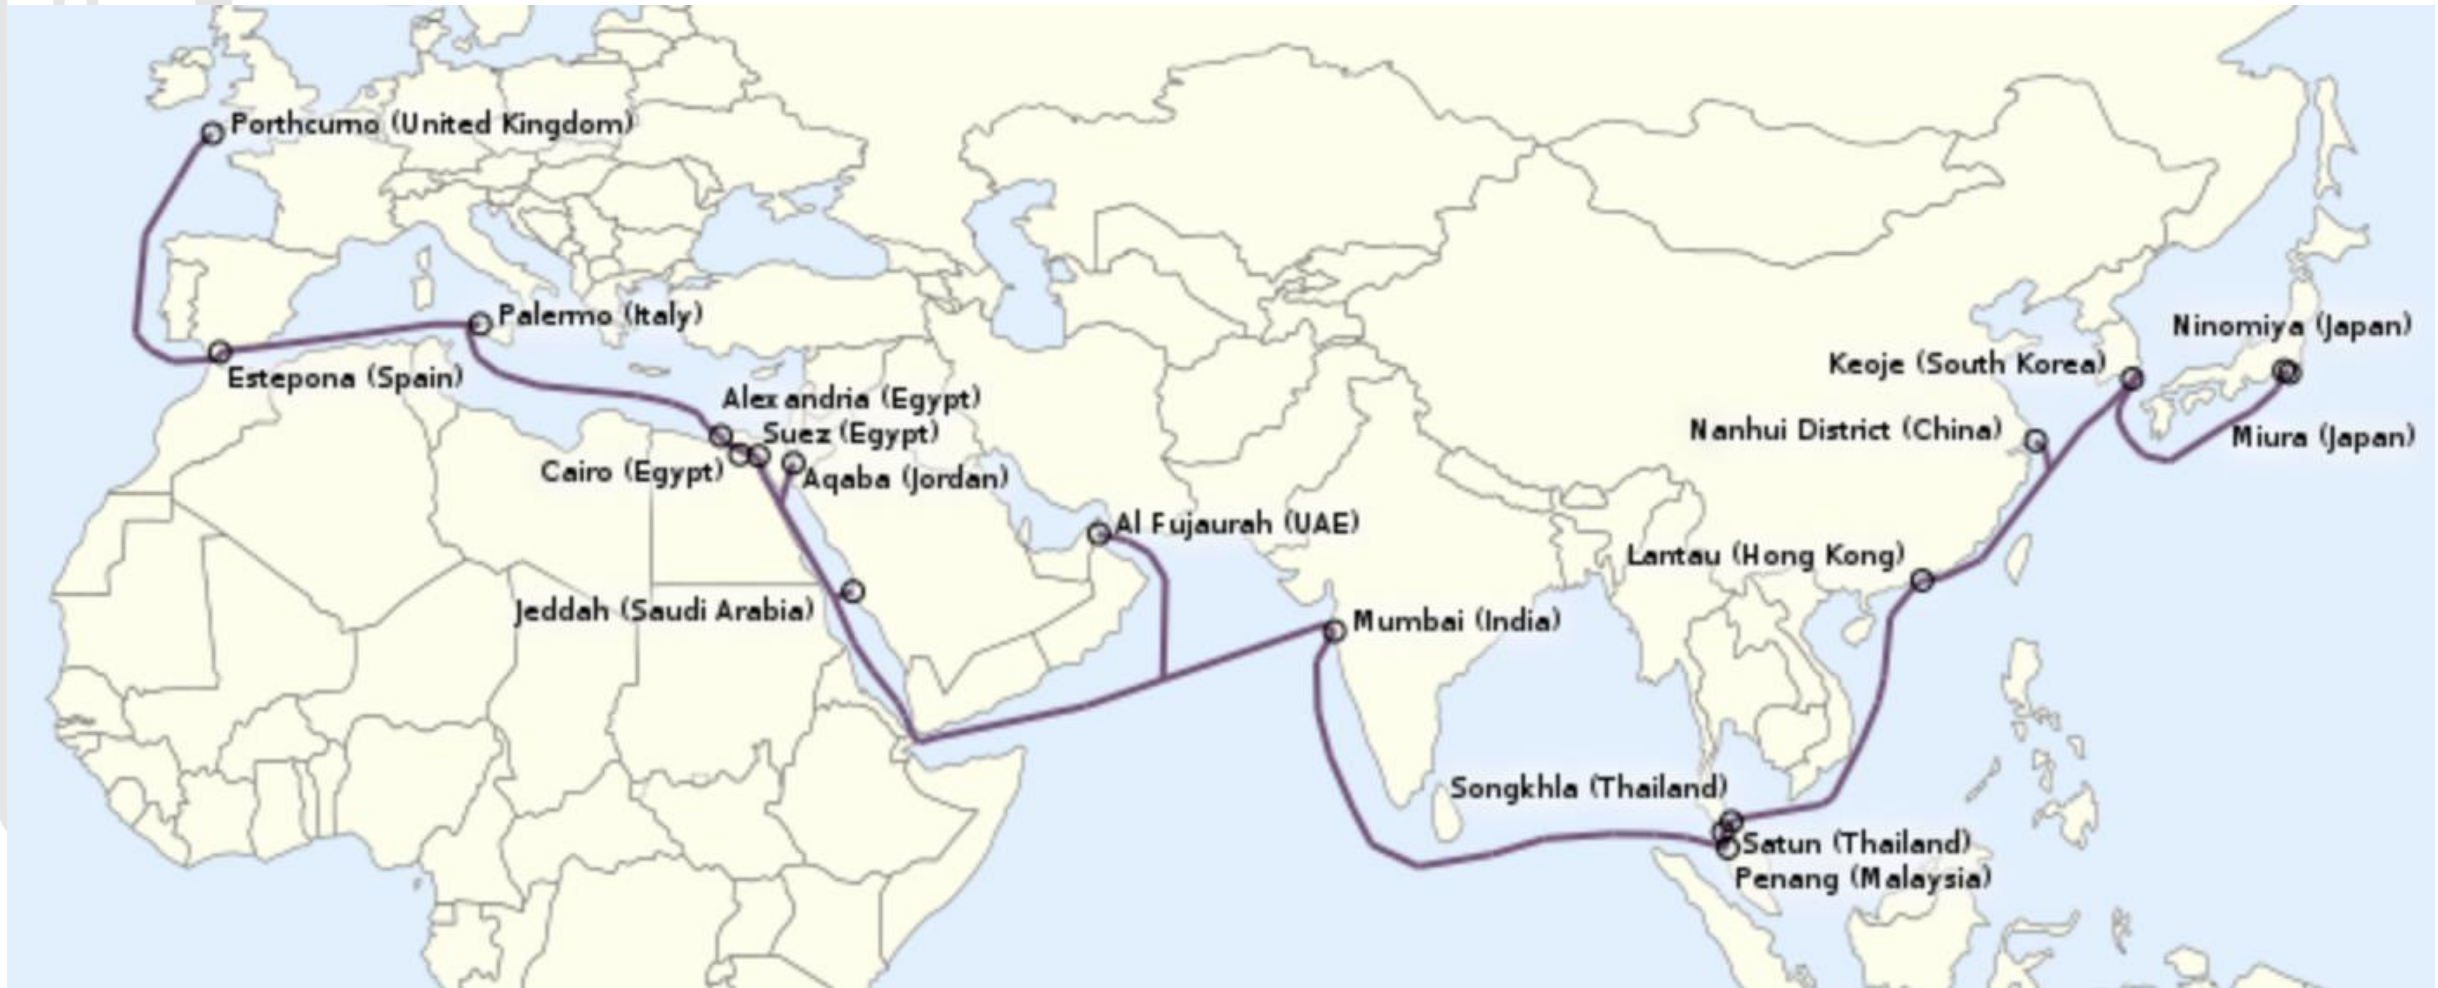 Porthcurno (United Kingdom)
Palermo (Italy)
Ninomiya (Japan)
Keoje (South Korea)
Estepona (Spain)
Alexandria (Egypt)
Suez (Egypt)
Nanhui District (China)
Miura (Japan)
Cairo (Egypt)
Aqaba (Jordan)
Al Fujaurah (UAE)
Lantau (Hong Kong)
Jeddah (Saudi Arabia)
Mumbai (India)
Songkhla (Thailand)
Satun (Thailand)
Penang (Malaysia)